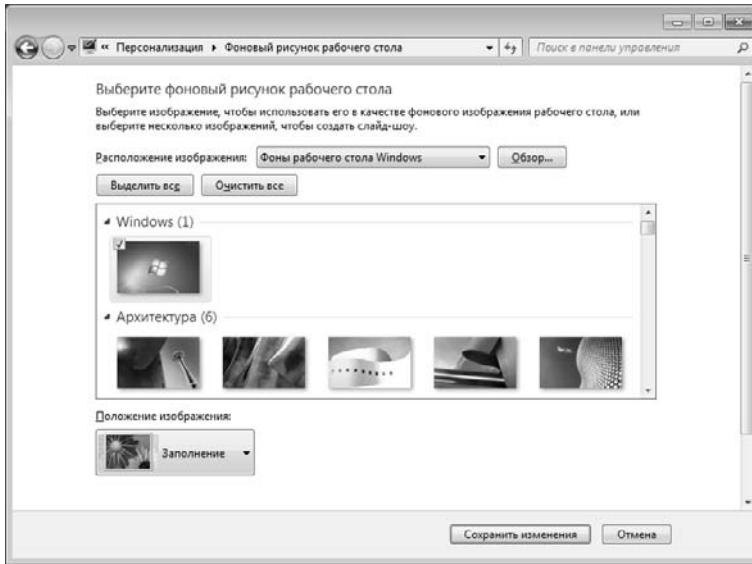 « Персонализация ▸ Фоновый рисунок рабочего стола
Поиск в панели управления
Выберите фоновый рисунок рабочего стола
Выберите изображение, чтобы использовать его в качестве фонового изображения рабочего стола, или
выберите несколько изображений, чтобы создать слайд-шоу.
Расположение изображения: Фоны рабочего стола Windows Обзор...
Выделить все Очистить все
Windows (1)
Архитектура (6)
Положение изображения:
Заполнение
Сохранить изменения Отмена